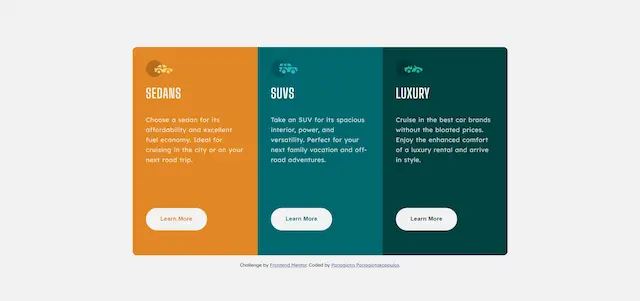 SEDANS
Choose a sedan for its
affordability and excellent
fuel economy. Ideal for
cruising in the city or on your
next road trip.
Learn More
SUVS
Take an SUV for its spacious
interior, power, and
versatility. Perfect for your
next family vacation and off-
road adventures.
Learn More
LUXURY
Cruise in the best car brands
without the bloated prices.
Enjoy the enhanced comfort
of a luxury rental and arrive
in style.
Learn More
Challenge by Frontend Mentor. Coded by